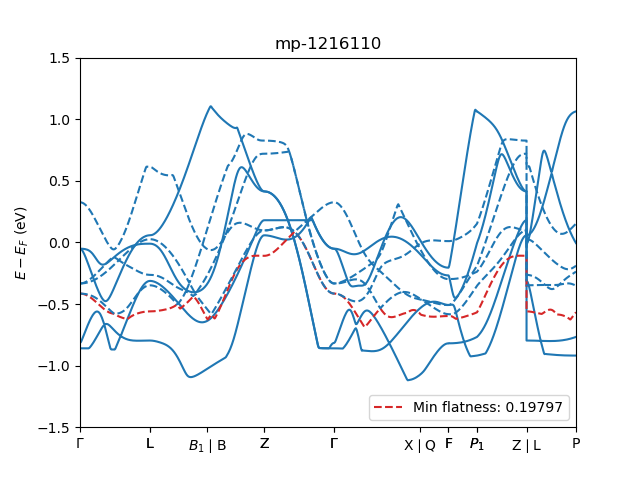 mp-1216110
E − E_F (eV)
1.5
1.0
0.5
0.0
−0.5
−1.0
−1.5
Min flatness: 0.19797
Γ L B₁ | B Z Γ X | Q F P₁ Z | L P